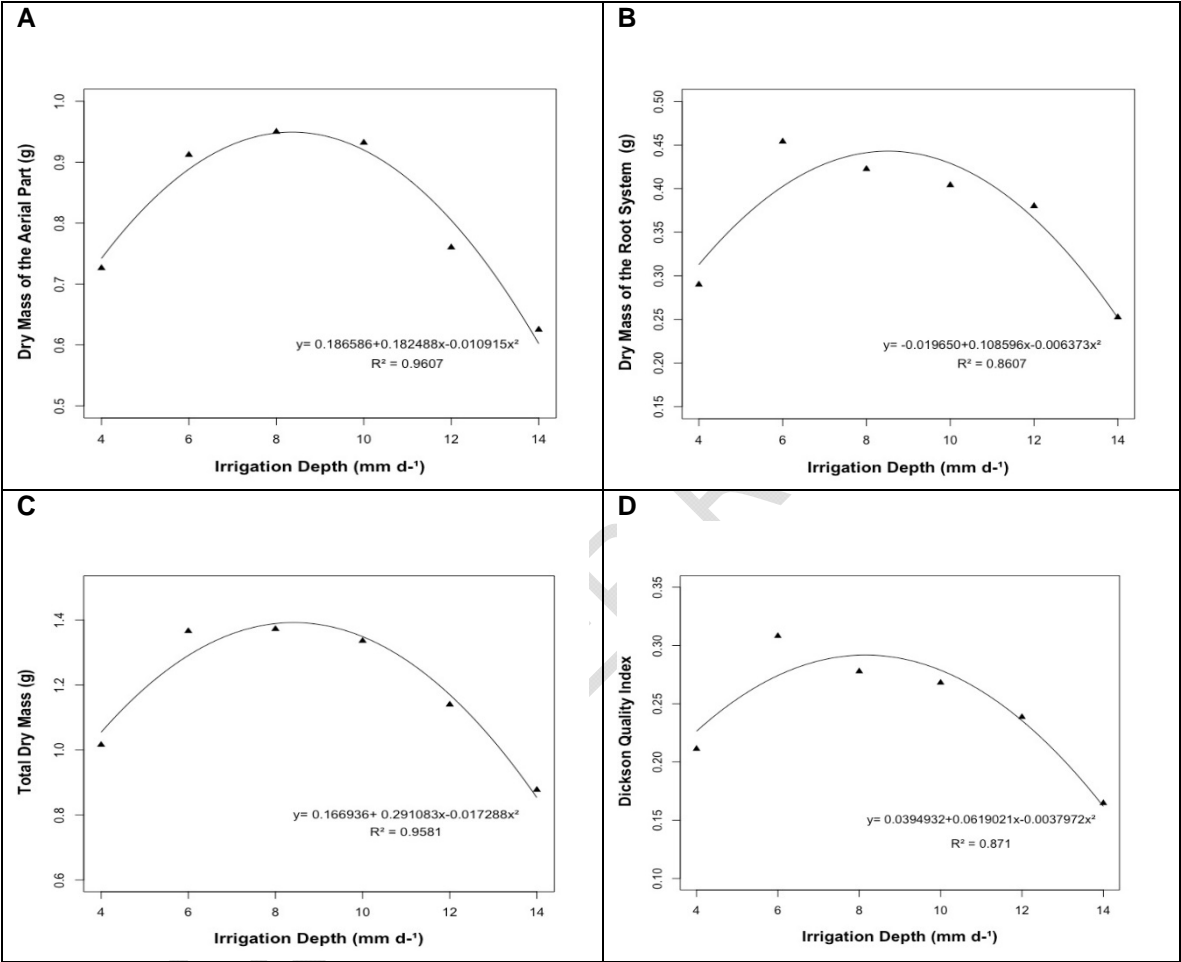 A
Dry Mass of the Aerial Part (g)
1.0
0.9
0.8
0.7
0.6
0.5
y= 0.186586+0.182488x-0.010915x²
R² = 0.9607
4 6 8 10 12 14
Irrigation Depth (mm d-¹)
B
Dry Mass of the Root System (g)
0.50
0.45
0.40
0.35
0.30
0.25
0.20
0.15
y= -0.019650+0.108596x-0.006373x²
R² = 0.8607
4 6 8 10 12 14
Irrigation Depth (mm d-¹)
C
Total Dry Mass (g)
1.4
1.2
1.0
0.8
0.6
y= 0.166936+ 0.291083x-0.017288x²
R² = 0.9581
4 6 8 10 12 14
Irrigation Depth (mm d-¹)
D
Dickson Quality Index
0.35
0.30
0.25
0.20
0.15
0.10
y= 0.0394932+0.0619021x-0.0037972x²
R² = 0.871
4 6 8 10 12 14
Irrigation Depth (mm d-¹)